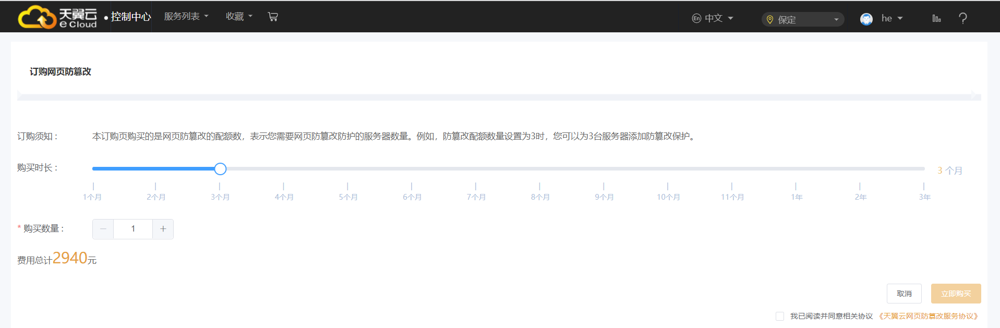 天翼云 e Cloud • 控制中心 服务列表 收藏 En 中文 保定 he ?
订购网页防篡改
订购须知： 本订购页购买的是网页防篡改的配额数，表示您需要网页防篡改防护的服务器数量。例如，防篡改配额数量设置为3时，您可以为3台服务器添加防篡改保护。
购买时长： 3 个月
1个月 2个月 3个月 4个月 5个月 6个月 7个月 8个月 9个月 10个月 11个月 1年 2年 3年
* 购买数量： − 1 +
费用总计2940元
取消 立即购买
我已阅读并同意相关协议 《天翼云网页防篡改服务协议》